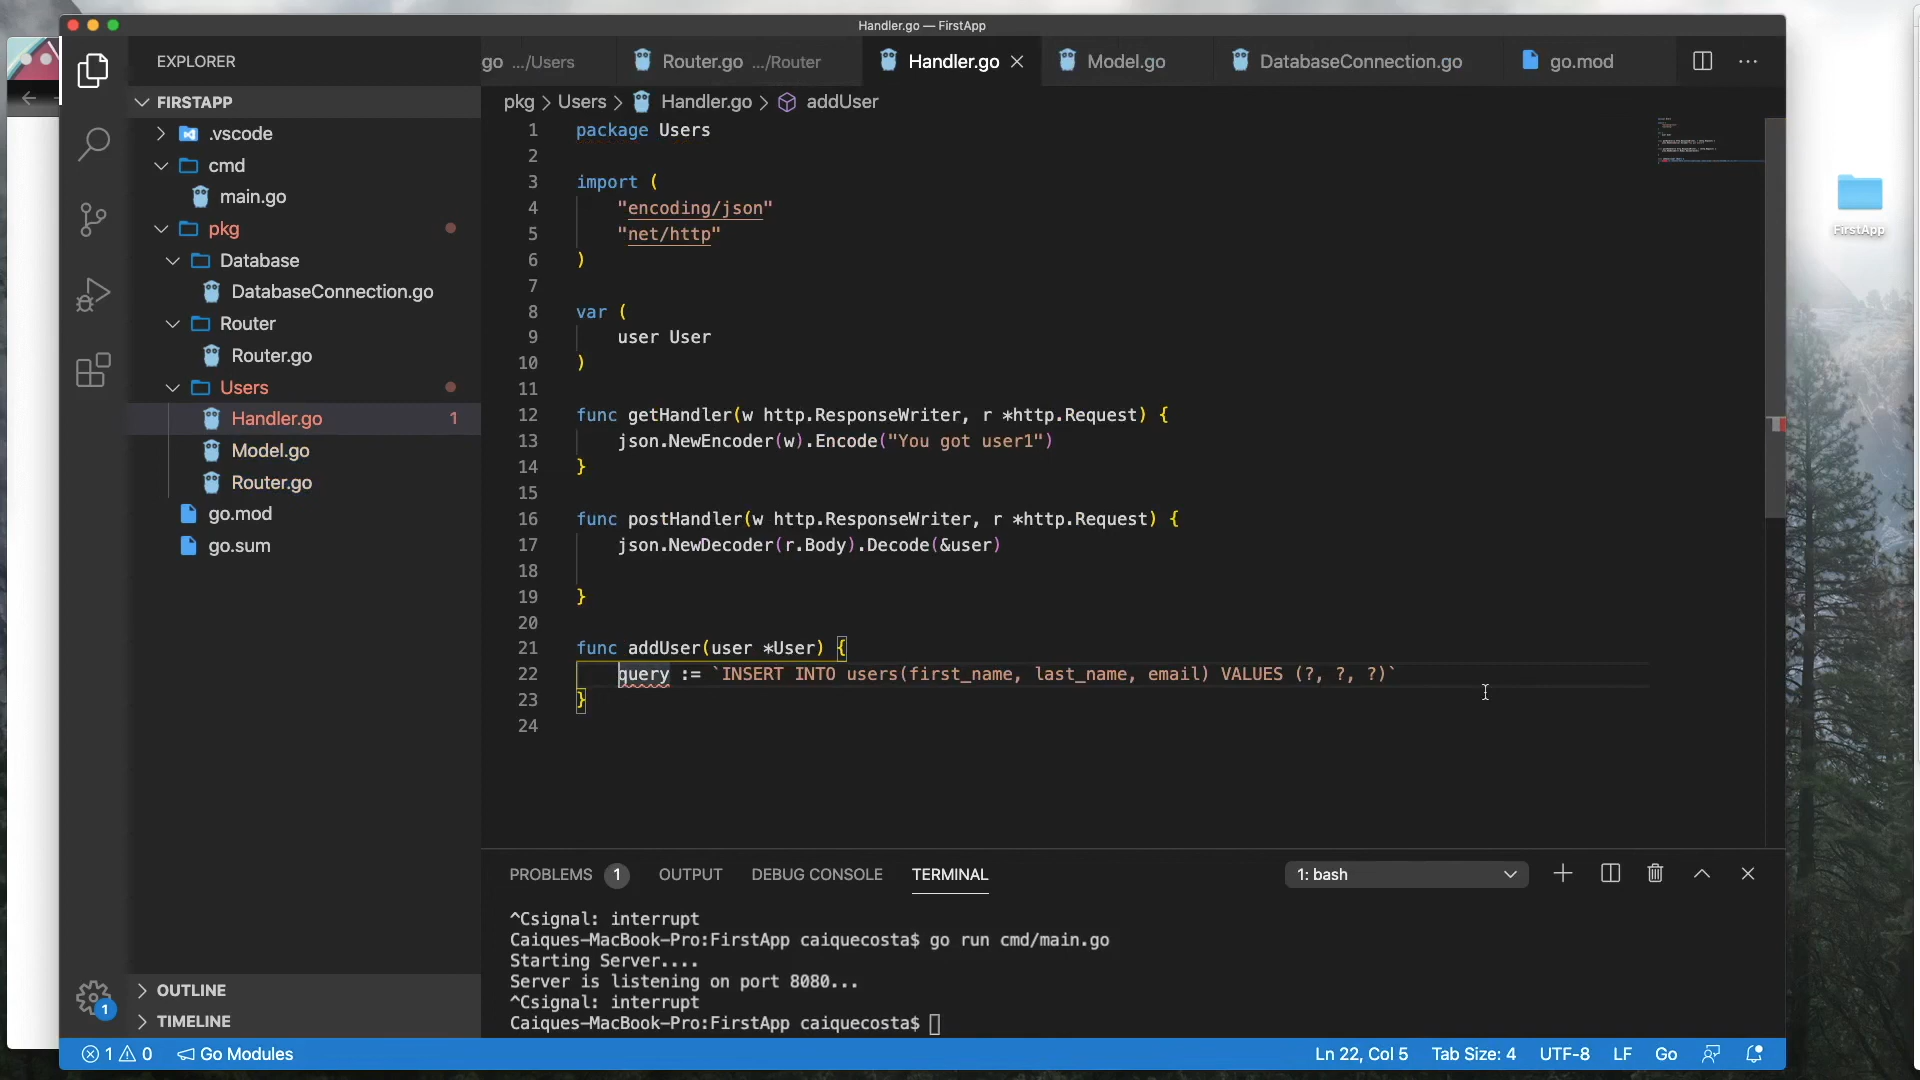 Handler.go — FirstApp
EXPLORER
go .../Users
Router.go .../Router
Handler.go
Model.go
DatabaseConnection.go
go.mod
FIRSTAPP
.vscode
cmd
main.go
pkg
Database
DatabaseConnection.go
Router
Router.go
Users
Handler.go 1
Model.go
Router.go
go.mod
go.sum
OUTLINE
TIMELINE
pkg > Users > Handler.go > addUser
1 package Users
2
3 import (
4 "encoding/json"
5 "net/http"
6 )
7
8 var (
9 user User
10 )
11
12 func getHandler(w http.ResponseWriter, r *http.Request) {
13 json.NewEncoder(w).Encode("You got user1")
14 }
15
16 func postHandler(w http.ResponseWriter, r *http.Request) {
17 json.NewDecoder(r.Body).Decode(&user)
18
19 }
20
21 func addUser(user *User) {
22 query := `INSERT INTO users(first_name, last_name, email) VALUES (?, ?, ?)`
23 }
24
FirstApp
PROBLEMS 1 OUTPUT DEBUG CONSOLE TERMINAL
1: bash
^Csignal: interrupt
Caiques-MacBook-Pro:FirstApp caiquecosta$ go run cmd/main.go
Starting Server....
Server is listening on port 8080...
^Csignal: interrupt
Caiques-MacBook-Pro:FirstApp caiquecosta$
1
1 0 Go Modules
Ln 22, Col 5 Tab Size: 4 UTF-8 LF Go